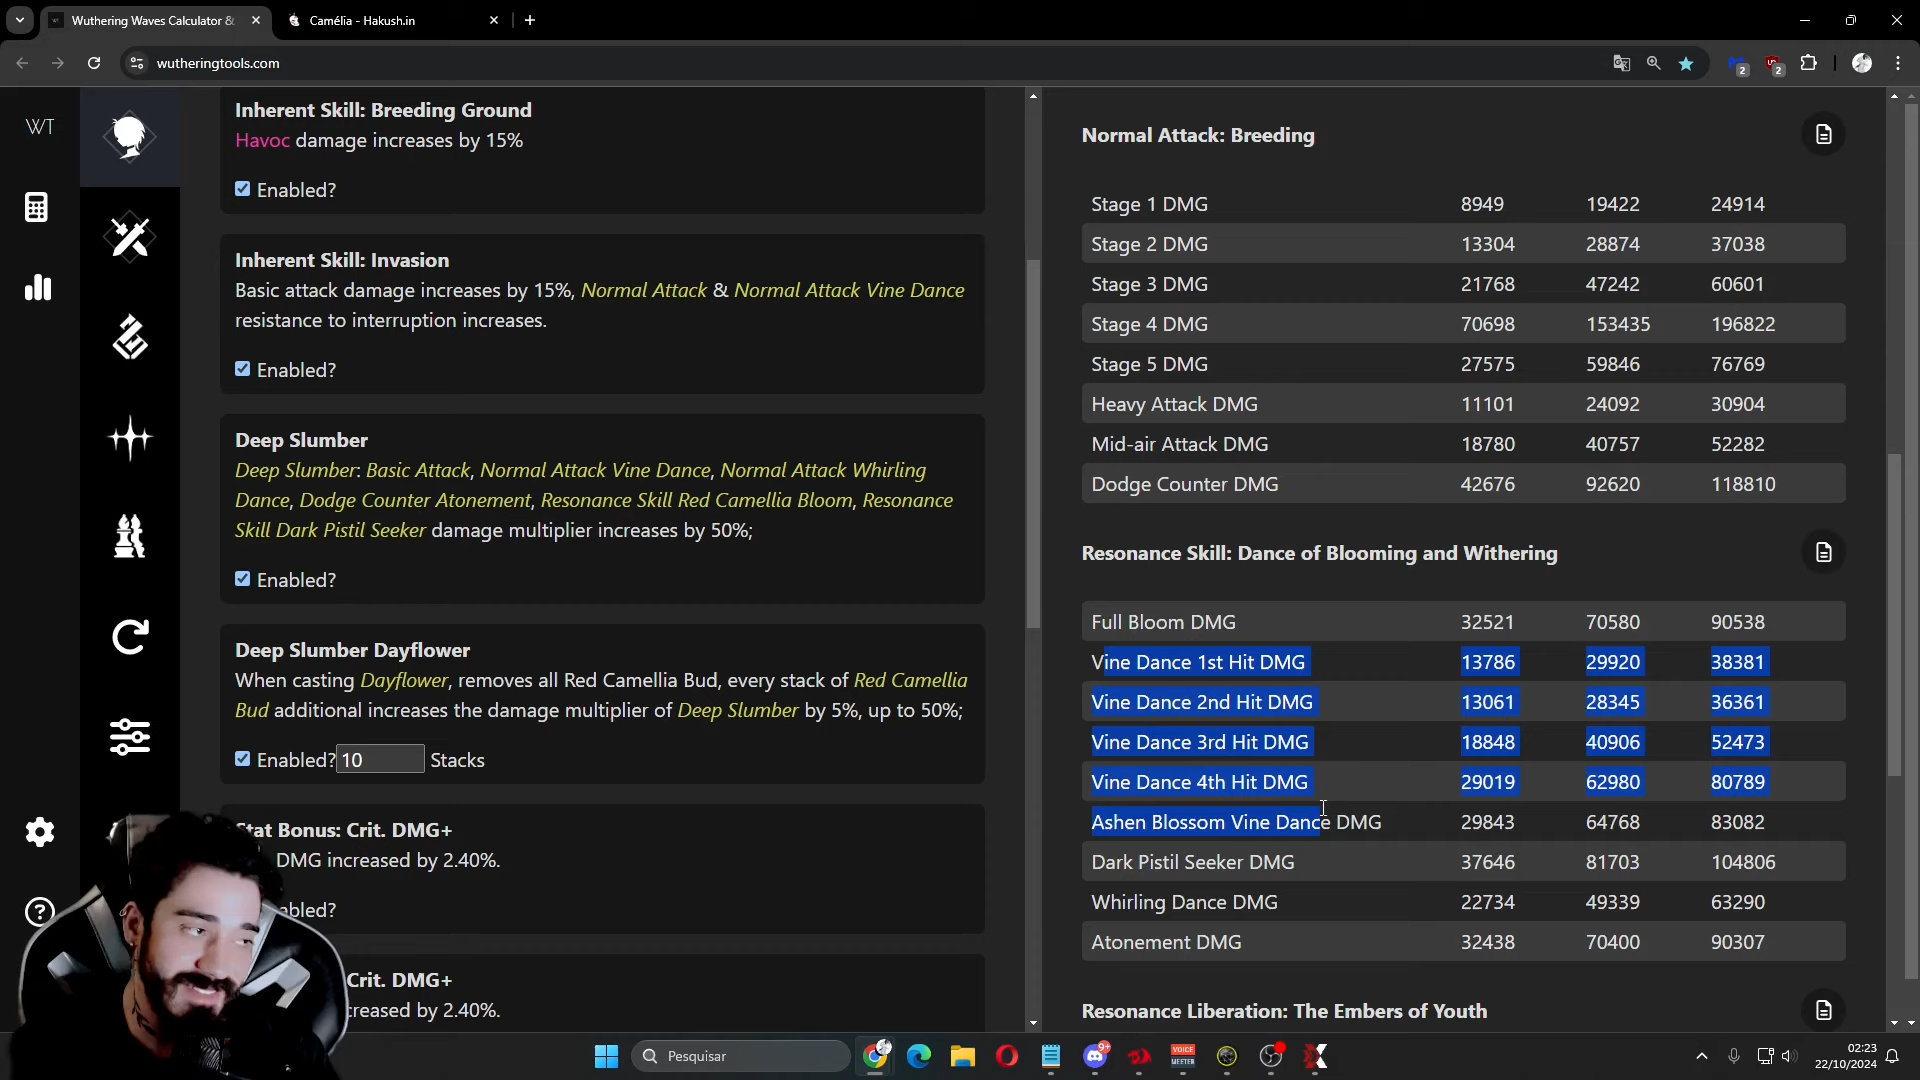 Wuthering Waves Calculator &
Camélia - Hakush.in
wutheringtools.com
2
2
WT
Inherent Skill: Breeding Ground
Havoc damage increases by 15%
Enabled?
Inherent Skill: Invasion
Basic attack damage increases by 15%, Normal Attack & Normal Attack Vine Dance
resistance to interruption increases.
Enabled?
Deep Slumber
Deep Slumber: Basic Attack, Normal Attack Vine Dance, Normal Attack Whirling
Dance, Dodge Counter Atonement, Resonance Skill Red Camellia Bloom, Resonance
Skill Dark Pistil Seeker damage multiplier increases by 50%;
Enabled?
Deep Slumber Dayflower
When casting Dayflower, removes all Red Camellia Bud, every stack of Red Camellia
Bud additional increases the damage multiplier of Deep Slumber by 5%, up to 50%;
Enabled? 10 Stacks
Stat Bonus: Crit. DMG+
DMG increased by 2.40%.
abled?
Crit. DMG+
creased by 2.40%.
Normal Attack: Breeding
Stage 1 DMG 8949 19422 24914
Stage 2 DMG 13304 28874 37038
Stage 3 DMG 21768 47242 60601
Stage 4 DMG 70698 153435 196822
Stage 5 DMG 27575 59846 76769
Heavy Attack DMG 11101 24092 30904
Mid-air Attack DMG 18780 40757 52282
Dodge Counter DMG 42676 92620 118810
Resonance Skill: Dance of Blooming and Withering
Full Bloom DMG 32521 70580 90538
Vine Dance 1st Hit DMG 13786 29920 38381
Vine Dance 2nd Hit DMG 13061 28345 36361
Vine Dance 3rd Hit DMG 18848 40906 52473
Vine Dance 4th Hit DMG 29019 62980 80789
Ashen Blossom Vine Dance DMG 29843 64768 83082
Dark Pistil Seeker DMG 37646 81703 104806
Whirling Dance DMG 22734 49339 63290
Atonement DMG 32438 70400 90307
Resonance Liberation: The Embers of Youth
Pesquisar
9+
VOICE
MEETER
02:23
22/10/2024